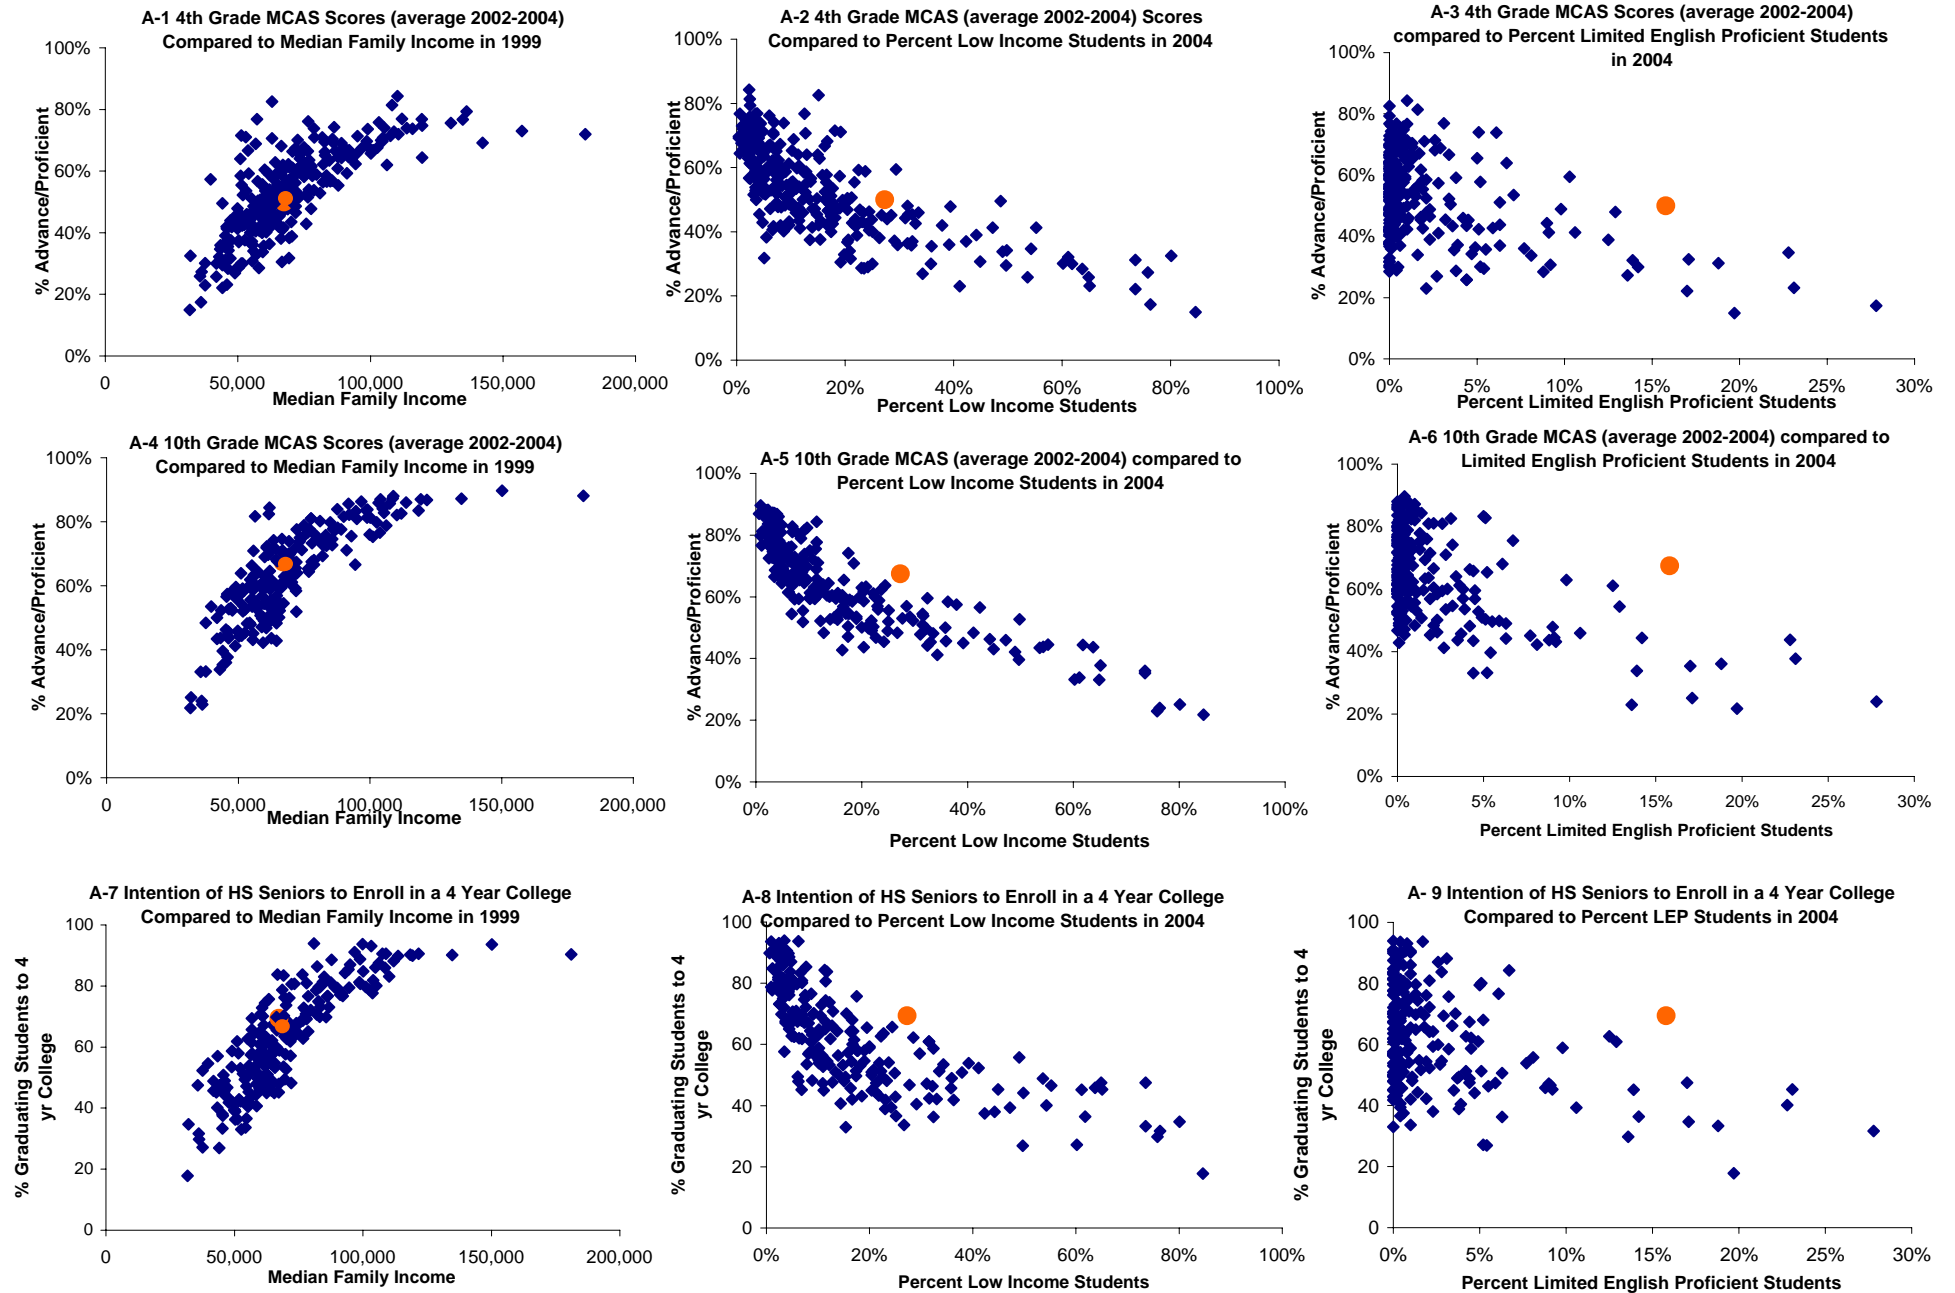 A-1 4th Grade MCAS Scores (average 2002-2004)
Compared to Median Family Income in 1999
100%
80%
60%
40%
20%
0%
% Advance/Proficient
0
50,000
100,000
150,000
200,000
Median Family Income
A-2 4th Grade MCAS (average 2002-2004) Scores
Compared to Percent Low Income Students in 2004
100%
80%
60%
40%
20%
0%
% Advance/Proficient
0%
20%
40%
60%
80%
100%
Percent Low Income Students
A-3 4th Grade MCAS Scores (average 2002-2004)
compared to Percent Limited English Proficient Students
in 2004
100%
80%
60%
40%
20%
0%
% Advance/Proficient
0%
5%
10%
15%
20%
25%
30%
Percent Limited English Proficient Students
A-4 10th Grade MCAS Scores (average 2002-2004)
Compared to Median Family Income in 1999
100%
80%
60%
40%
20%
0%
% Advance/Proficient
0
50,000
100,000
150,000
200,000
Median Family Income
A-5 10th Grade MCAS (average 2002-2004) compared to
Percent Low Income Students in 2004
100%
80%
60%
40%
20%
0%
% Advance/Proficient
0%
20%
40%
60%
80%
100%
Percent Low Income Students
A-6 10th Grade MCAS (average 2002-2004) compared to
Limited English Proficient Students in 2004
100%
80%
60%
40%
20%
0%
% Advance/Proficient
0%
5%
10%
15%
20%
25%
30%
Percent Limited English Proficient Students
A-7 Intention of HS Seniors to Enroll in a 4 Year College
Compared to Median Family Income in 1999
100
80
60
40
20
0
% Graduating Students to 4
yr College
0
50,000
100,000
150,000
200,000
Median Family Income
A-8 Intention of HS Seniors to Enroll in a 4 Year College
Compared to Percent Low Income Students in 2004
100
80
60
40
20
0
% Graduating Students to 4
yr College
0%
20%
40%
60%
80%
100%
Percent Low Income Students
A- 9 Intention of HS Seniors to Enroll in a 4 Year College
Compared to Percent LEP Students in 2004
100
80
60
40
20
0
% Graduating Students to 4
yr College
0%
5%
10%
15%
20%
25%
30%
Percent Limited English Proficient Students